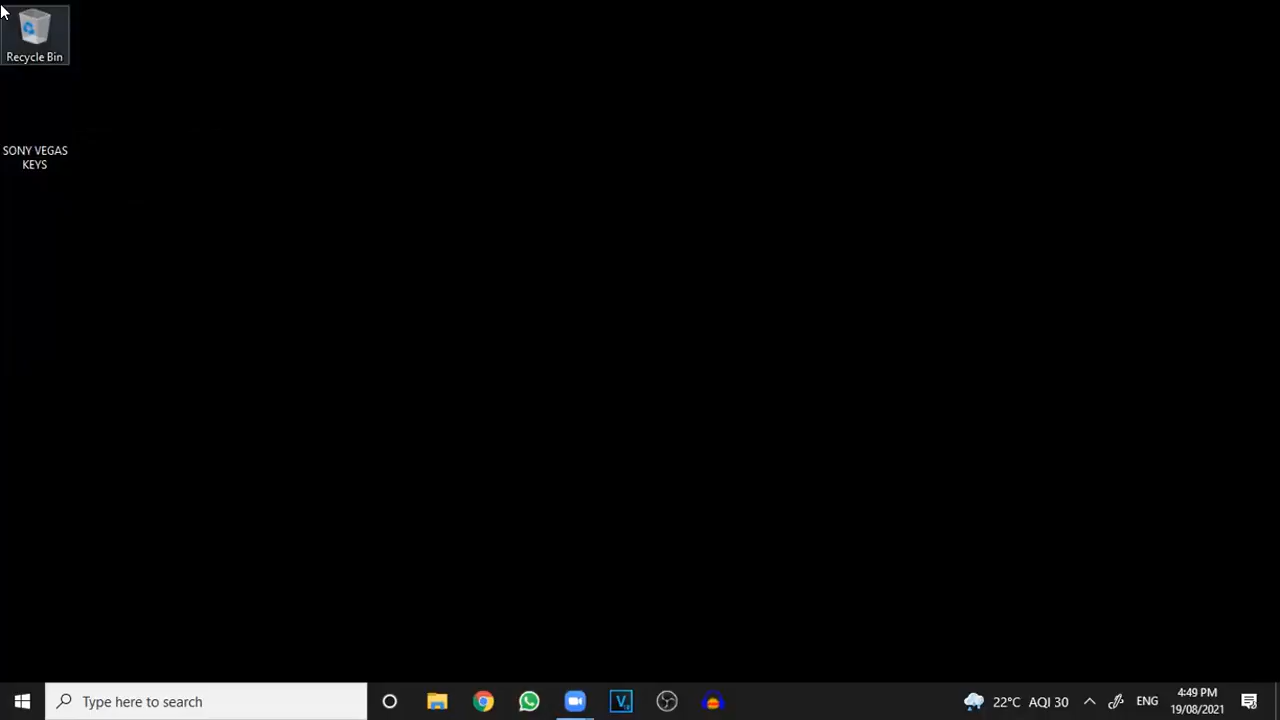 Recycle Bin
SONY VEGAS
KEYS
Type here to search
22°C AQI 30
ENG
4:49 PM
19/08/2021